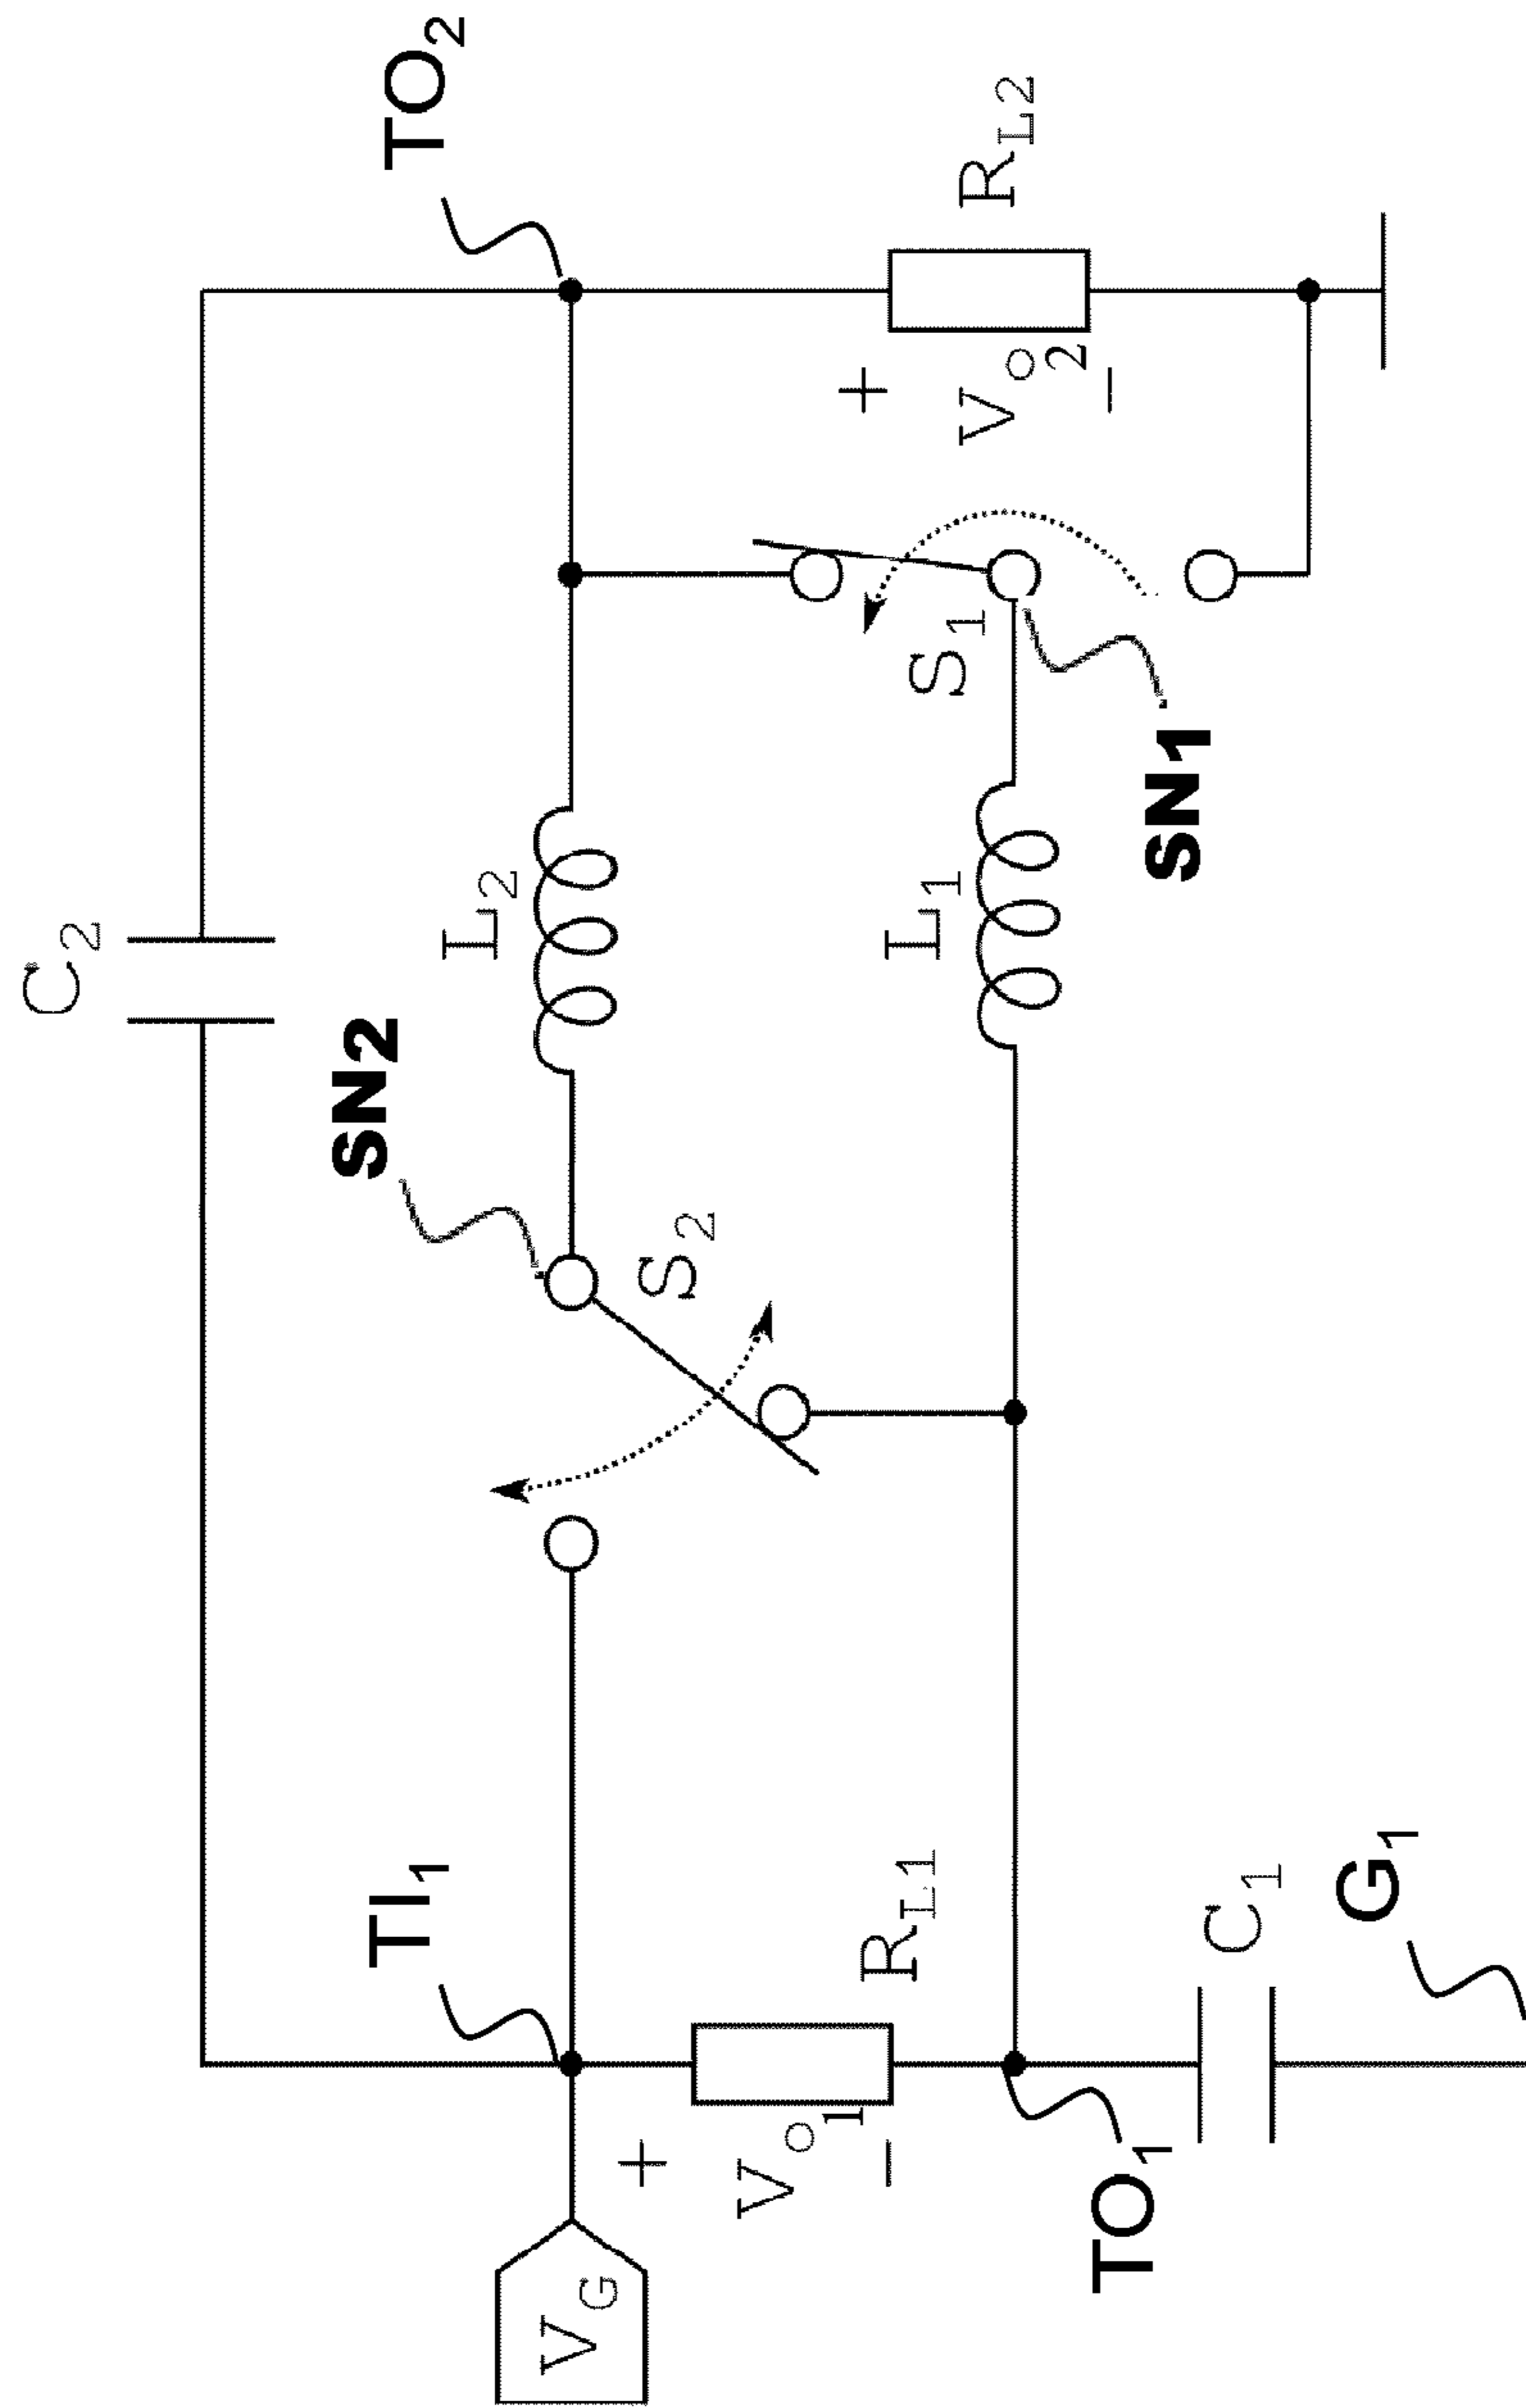 C2
TO2
SN2
L2
S2
TI1
VG
+
Vo1
−
RL1
L1
S1
+
Vo2
−
RL2
SN1
TO1
C1
G1